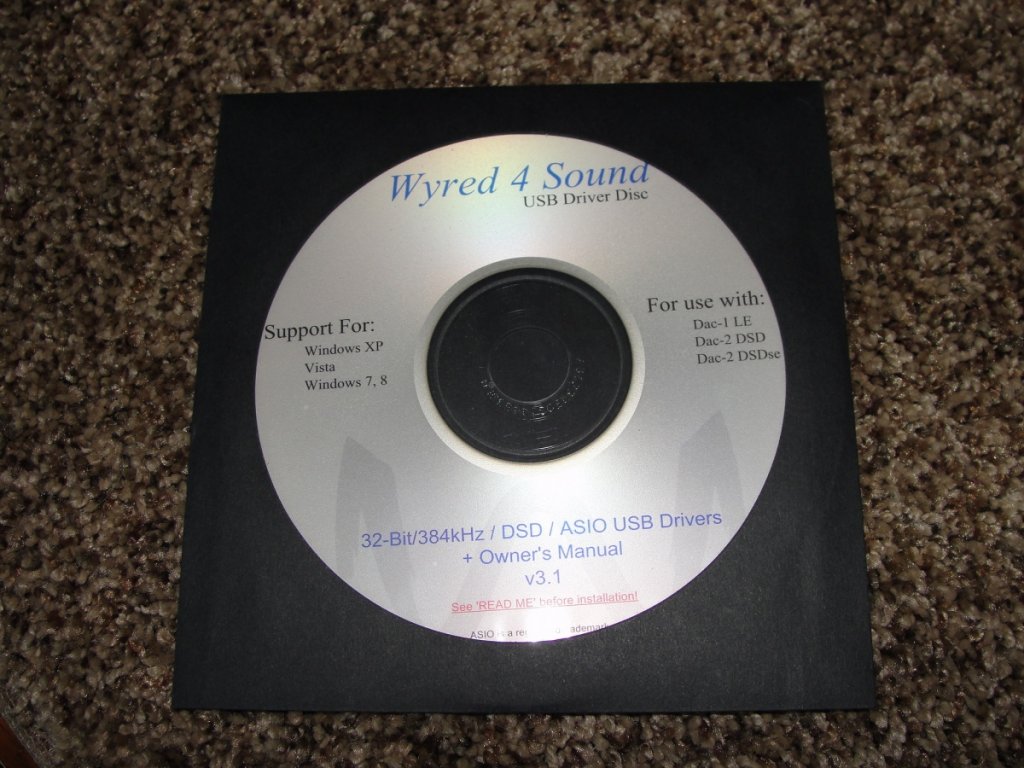 Wyred 4 Sound
USB Driver Disc
Support For:
Windows XP
Vista
Windows 7, 8
For use with:
Dac-1 LE
Dac-2 DSD
Dac-2 DSDse
32-Bit/384kHz / DSD / ASIO USB Drivers
+ Owner's Manual
v3.1
See 'READ ME' before installation!
ASIO is a